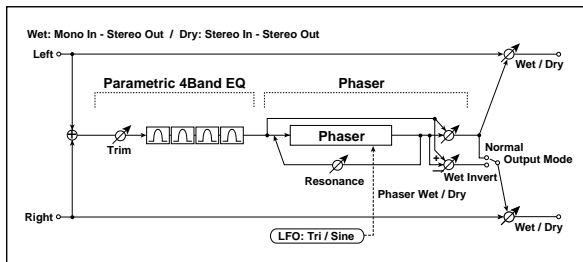 Wet: Mono In - Stereo Out / Dry: Stereo In - Stereo Out
Left
Wet / Dry
Parametric 4Band EQ
Phaser
Phaser
Trim
Resonance
+
Normal
Output Mode
Wet Invert
Phaser Wet / Dry
Right
Wet / Dry
LFO: Tri / Sine